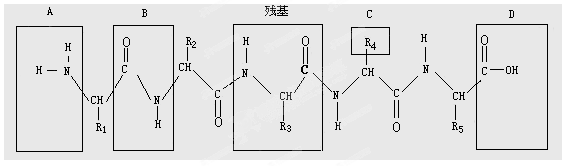 A B 残基 C D
H O R2 H O R4 H O
H—N CH C N CH C N CH C N CH C—OH
R1 H O R3 H O R5